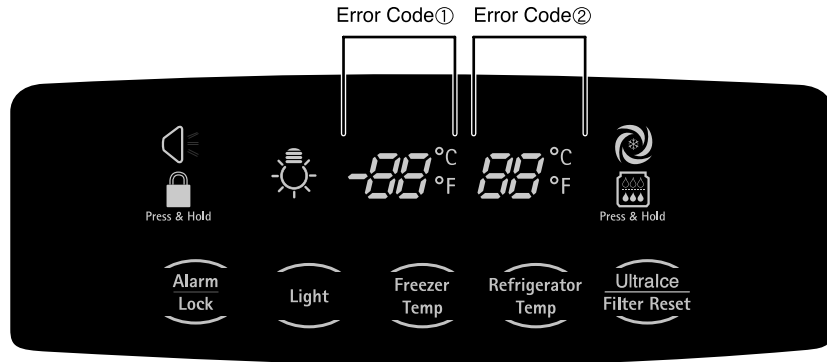 Error Code① Error Code②
-88 °C °F 88 °C °F
Press & Hold Press & Hold
Alarm Lock
Light
Freezer Temp
Refrigerator Temp
UltraIce Filter Reset